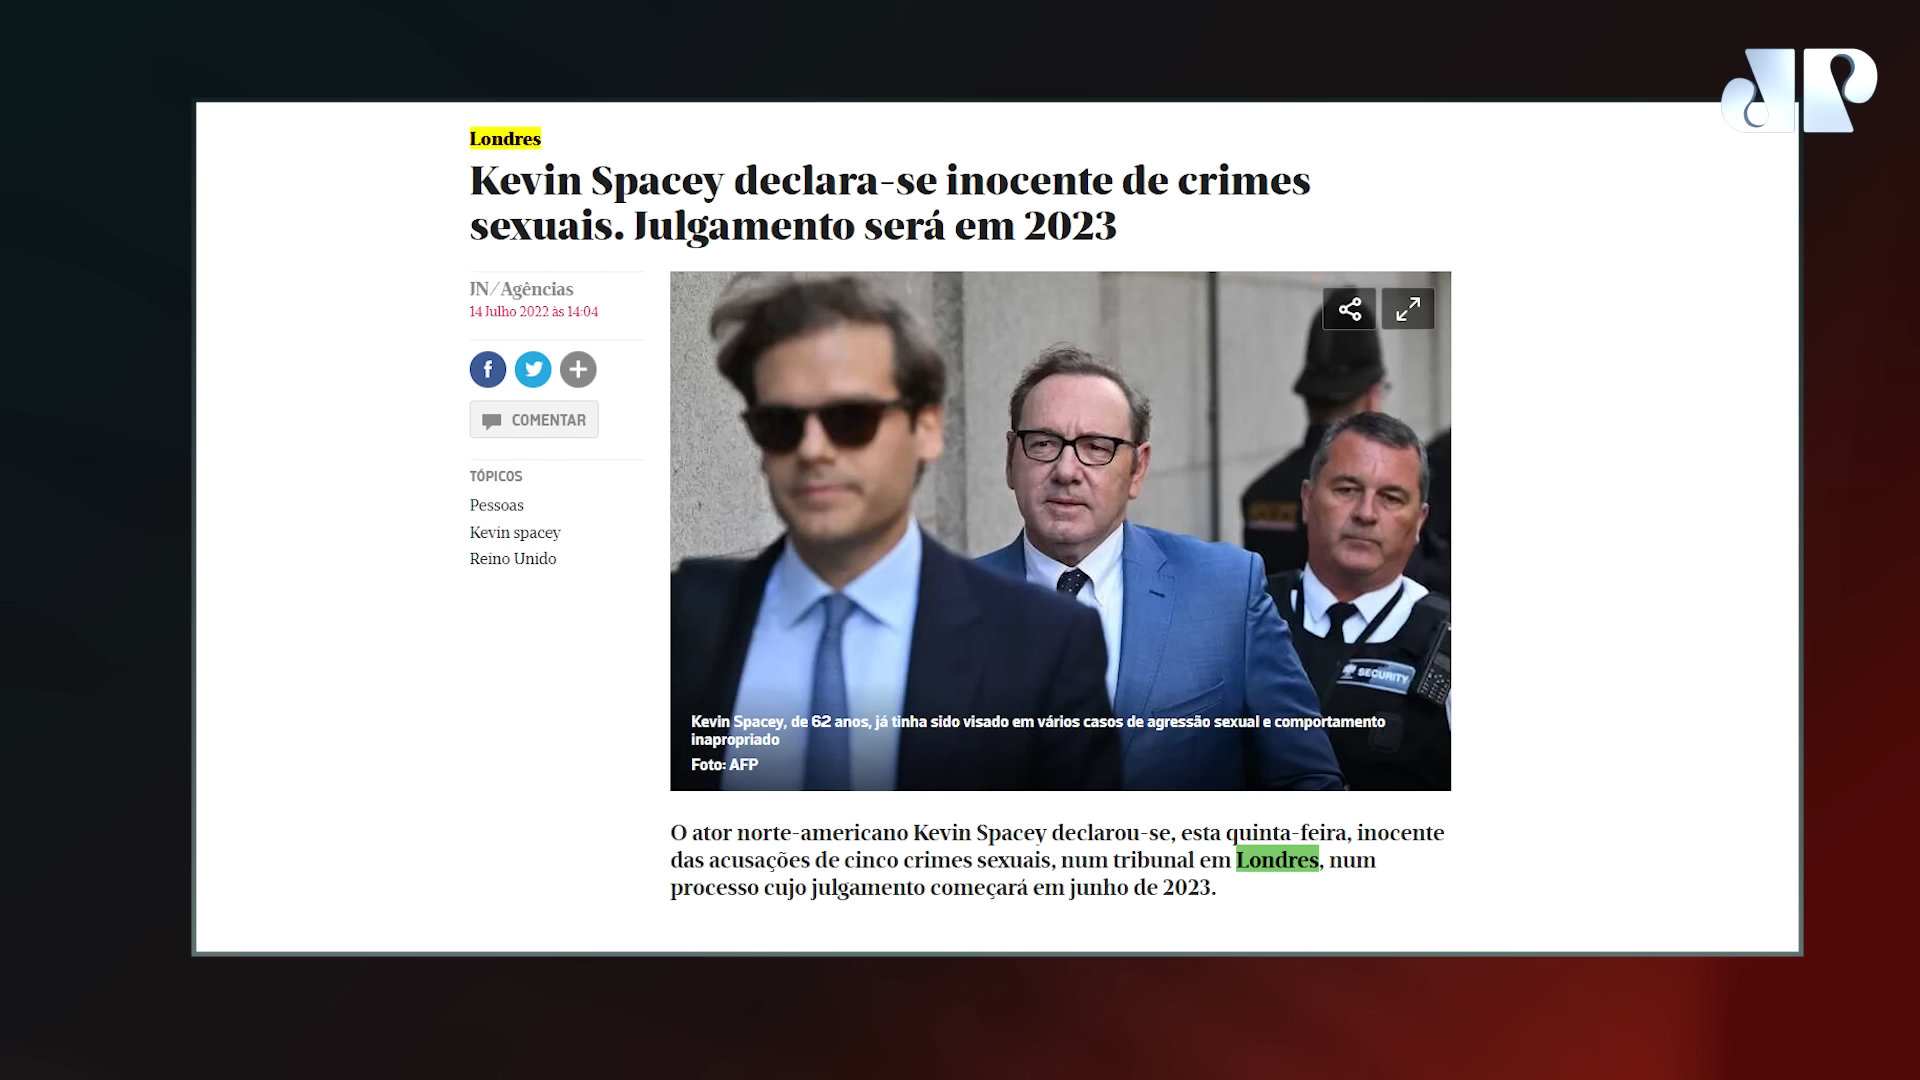 JP
Londres
Kevin Spacey declara-se inocente de crimes
sexuais. Julgamento será em 2023
JN/Agências
14 Julho 2022 às 14:04
f
COMENTAR
TÓPICOS
Pessoas
Kevin spacey
Reino Unido
SECURITY
Kevin Spacey, de 62 anos, já tinha sido visado em vários casos de agressão sexual e comportamento
inapropriado
Foto: AFP
O ator norte-americano Kevin Spacey declarou-se, esta quinta-feira, inocente
das acusações de cinco crimes sexuais, num tribunal em Londres, num
processo cujo julgamento começará em junho de 2023.